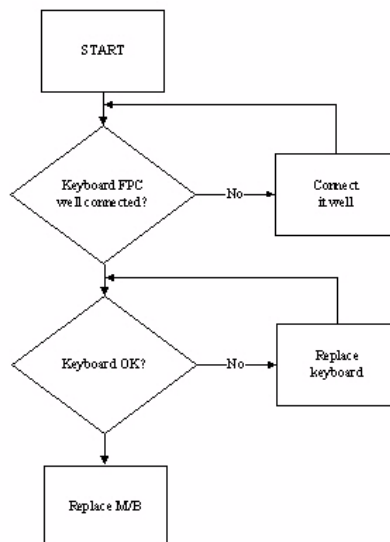 START
Keyboard FPC
well connected?
No
Connect
it well
Keyboard OK?
No
Replace
keyboard
Replace M/B